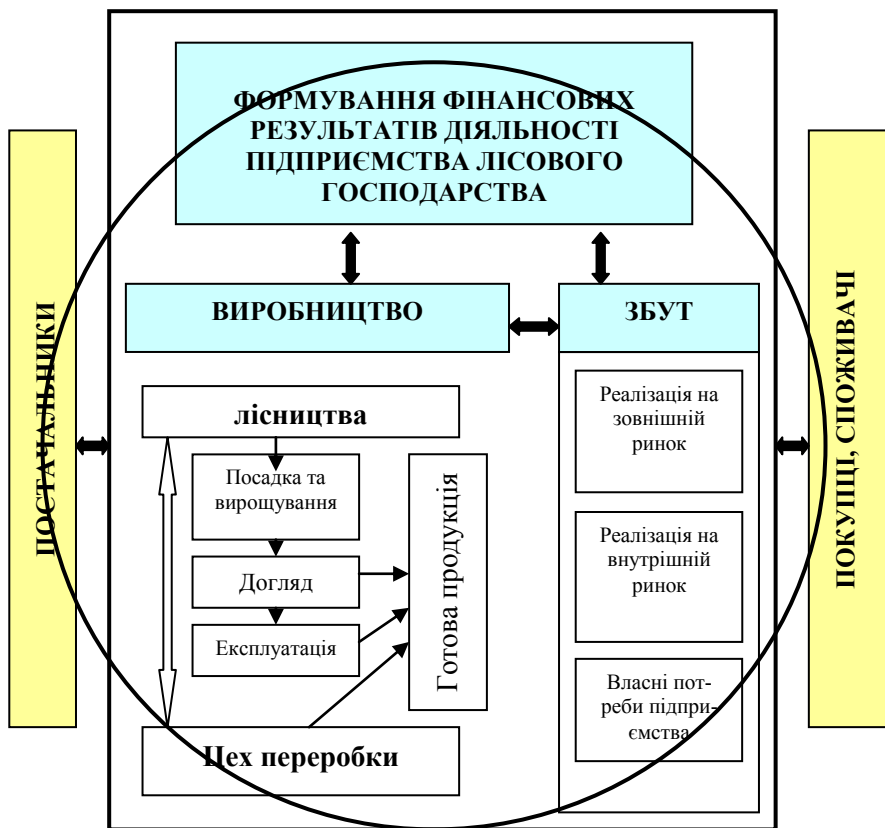 ФОРМУВАННЯ ФІНАНСОВИХ
РЕЗУЛЬТАТІВ ДІЯЛЬНОСТІ
ПІДПРИЄМСТВА ЛІСОВОГО
ГОСПОДАРСТВА
ПОСТАЧАЛЬНИКИ
ВИРОБНИЦТВО
ЗБУТ
ПОКУПЦІ, СПОЖИВАЧІ
лісництва
Посадка та
вирощування
Догляд
Експлуатація
Готова продукція
Цех переробки
Реалізація на
зовнішній
ринок
Реалізація на
внутрішній
ринок
Власні пот-
реби підпри-
ємства